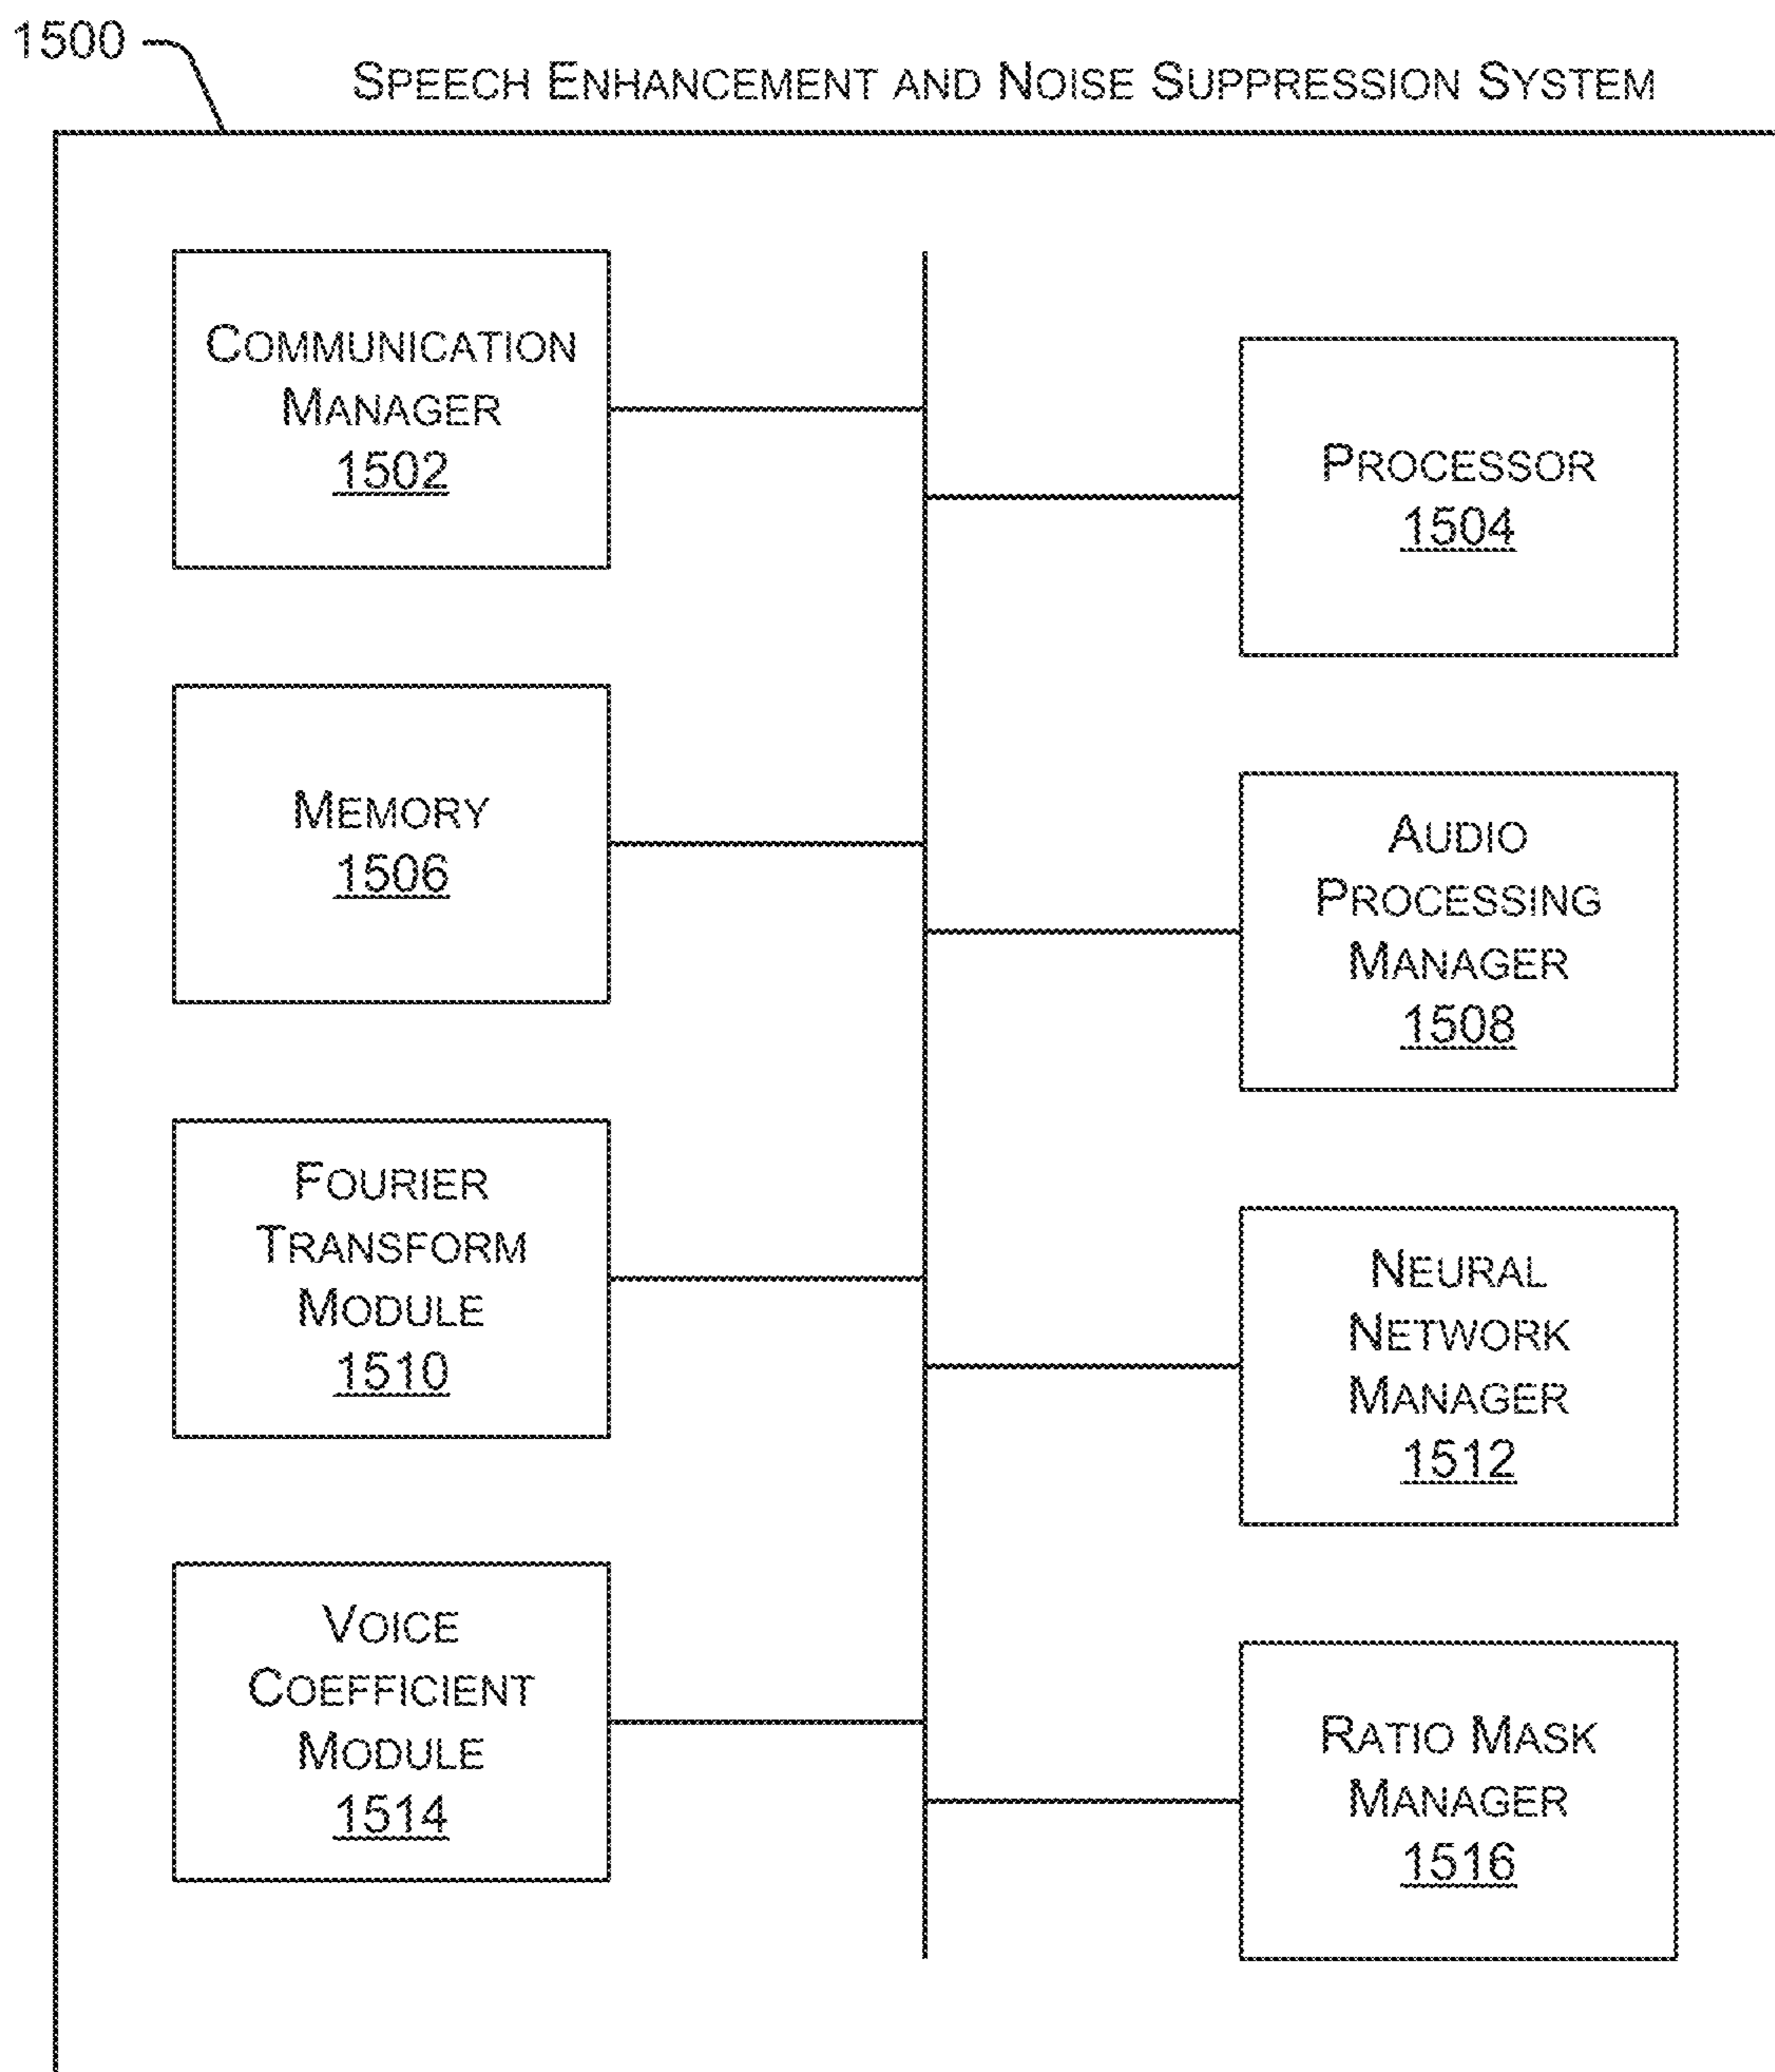 1500
SPEECH ENHANCEMENT AND NOISE SUPPRESSION SYSTEM
COMMUNICATION
MANAGER
1502
PROCESSOR
1504
MEMORY
1506
AUDIO
PROCESSING
MANAGER
1508
FOURIER
TRANSFORM
MODULE
1510
NEURAL
NETWORK
MANAGER
1512
VOICE
COEFFICIENT
MODULE
1514
RATIO MASK
MANAGER
1516